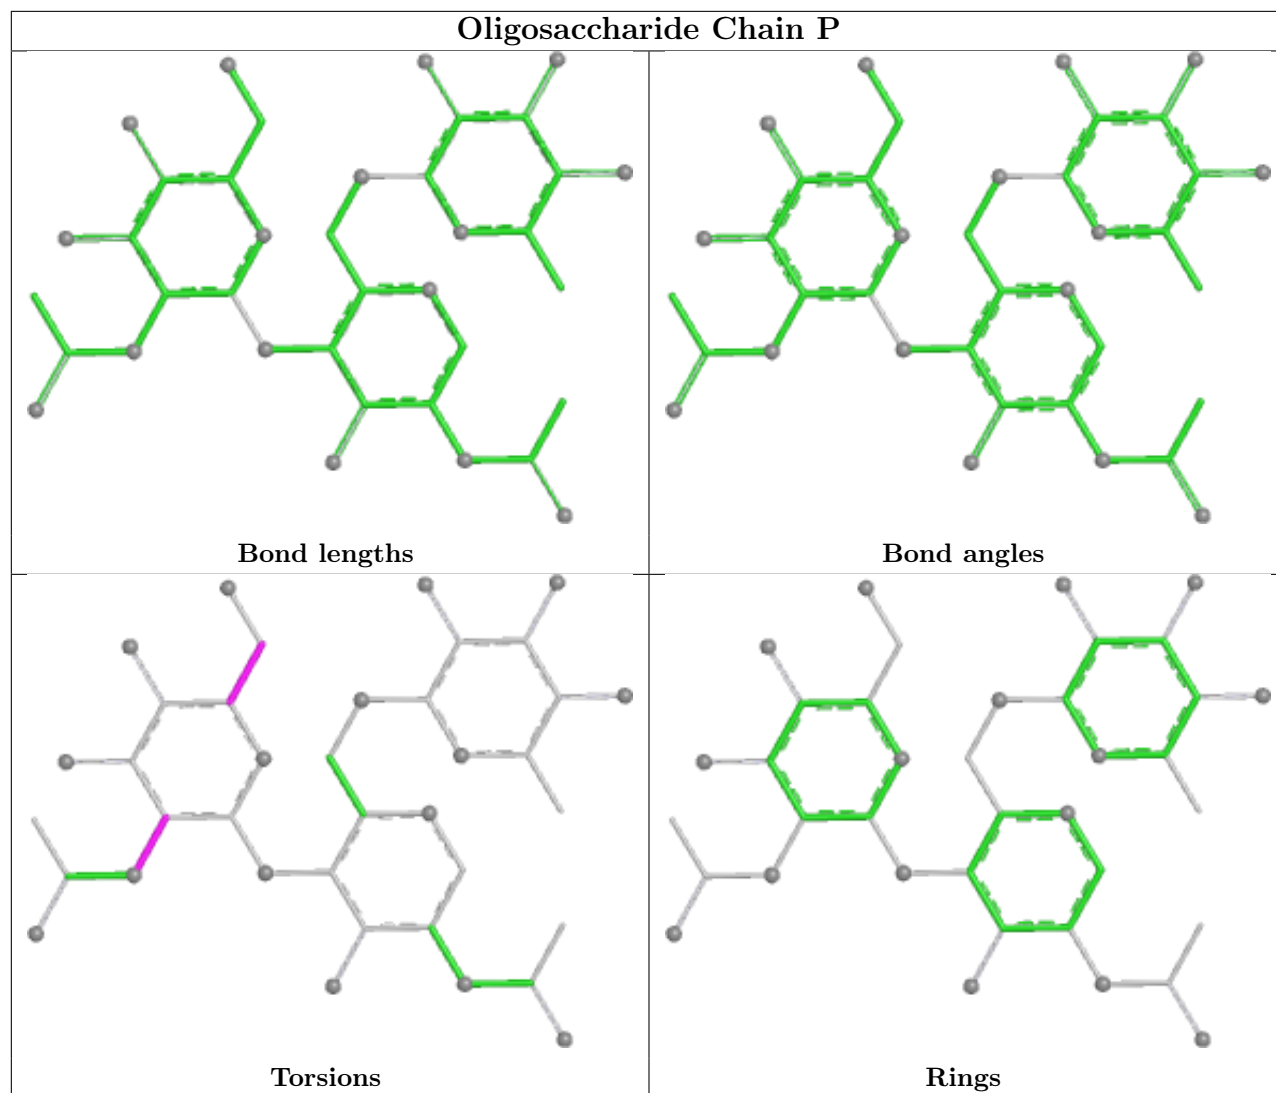 Oligosaccharide Chain P
Bond lengths
Bond angles
Torsions
Rings